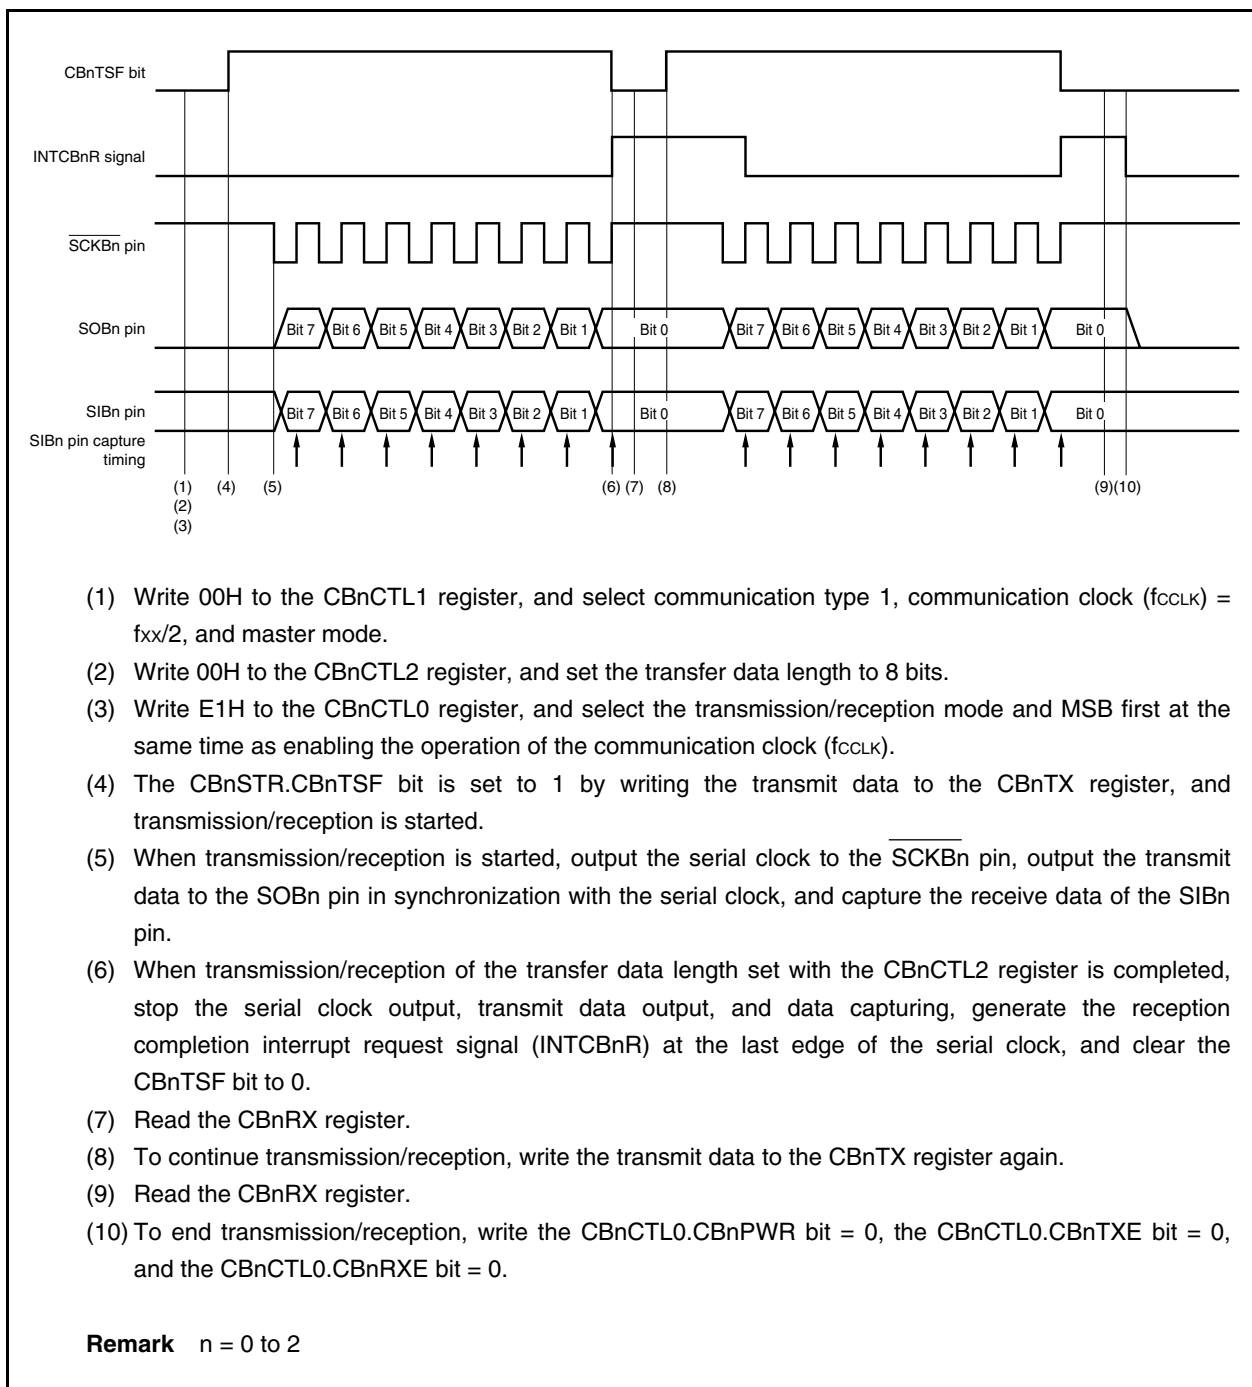 CBnTSF bit
INTCBnR signal
SCKBn pin
SOBn pin
Bit 7 Bit 6 Bit 5 Bit 4 Bit 3 Bit 2 Bit 1 Bit 0 Bit 7 Bit 6 Bit 5 Bit 4 Bit 3 Bit 2 Bit 1 Bit 0
SIBn pin
Bit 7 Bit 6 Bit 5 Bit 4 Bit 3 Bit 2 Bit 1 Bit 0 Bit 7 Bit 6 Bit 5 Bit 4 Bit 3 Bit 2 Bit 1 Bit 0
SIBn pin capture
timing
(1) (4) (5) (6) (7) (8) (9) (10)
(2)
(3)
(1) Write 00H to the CBnCTL1 register, and select communication type 1, communication clock (fCCLK) =
fXX/2, and master mode.
(2) Write 00H to the CBnCTL2 register, and set the transfer data length to 8 bits.
(3) Write E1H to the CBnCTL0 register, and select the transmission/reception mode and MSB first at the
same time as enabling the operation of the communication clock (fCCLK).
(4) The CBnSTR.CBnTSF bit is set to 1 by writing the transmit data to the CBnTX register, and
transmission/reception is started.
(5) When transmission/reception is started, output the serial clock to the SCKBn pin, output the transmit
data to the SOBn pin in synchronization with the serial clock, and capture the receive data of the SIBn
pin.
(6) When transmission/reception of the transfer data length set with the CBnCTL2 register is completed,
stop the serial clock output, transmit data output, and data capturing, generate the reception
completion interrupt request signal (INTCBnR) at the last edge of the serial clock, and clear the
CBnTSF bit to 0.
(7) Read the CBnRX register.
(8) To continue transmission/reception, write the transmit data to the CBnTX register again.
(9) Read the CBnRX register.
(10) To end transmission/reception, write the CBnCTL0.CBnPWR bit = 0, the CBnCTL0.CBnTXE bit = 0,
and the CBnCTL0.CBnRXE bit = 0.
Remark n = 0 to 2